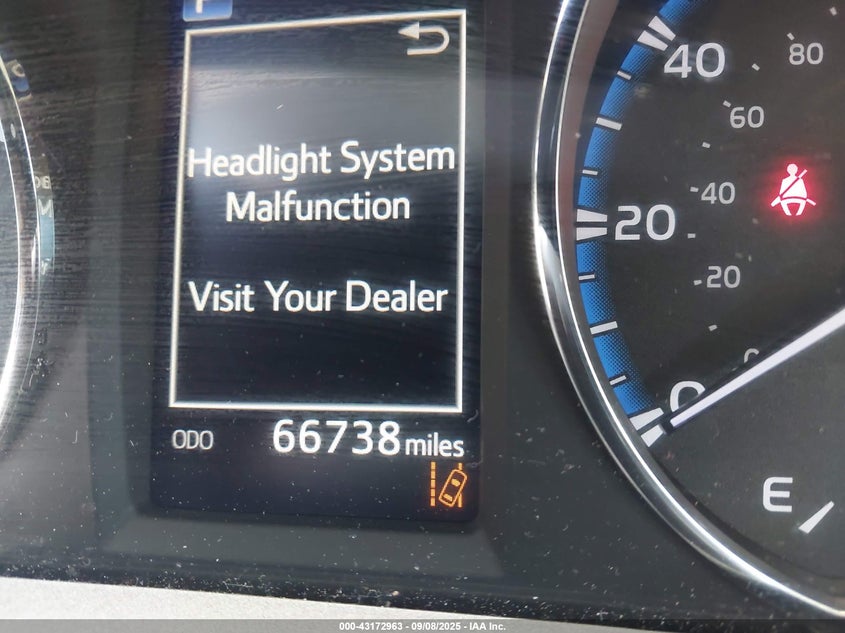 P
Headlight System
Malfunction
Visit Your Dealer
ODO 66738 miles
40
80
60
40
20
20
0
E
000-43172963 - 09/08/2025 - IAA Inc.